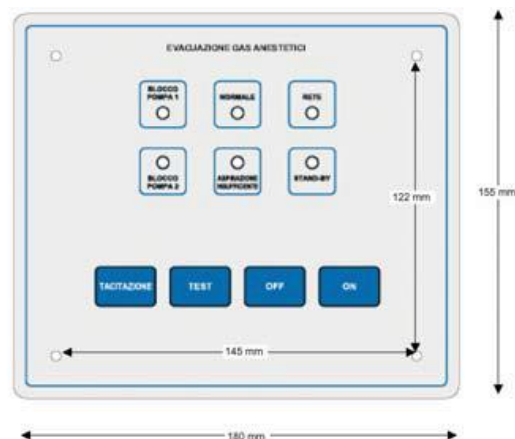 EVACUAZIONE GAS ANESTETICI
BLOCCO
POMPA 1
NORMALE
RETE
BLOCCO
POMPA 2
ASPIRAZIONE
INSUFFICIENTE
STAND-BY
122 mm
155 mm
TACITAZIONE
TEST
OFF
ON
145 mm
180 mm